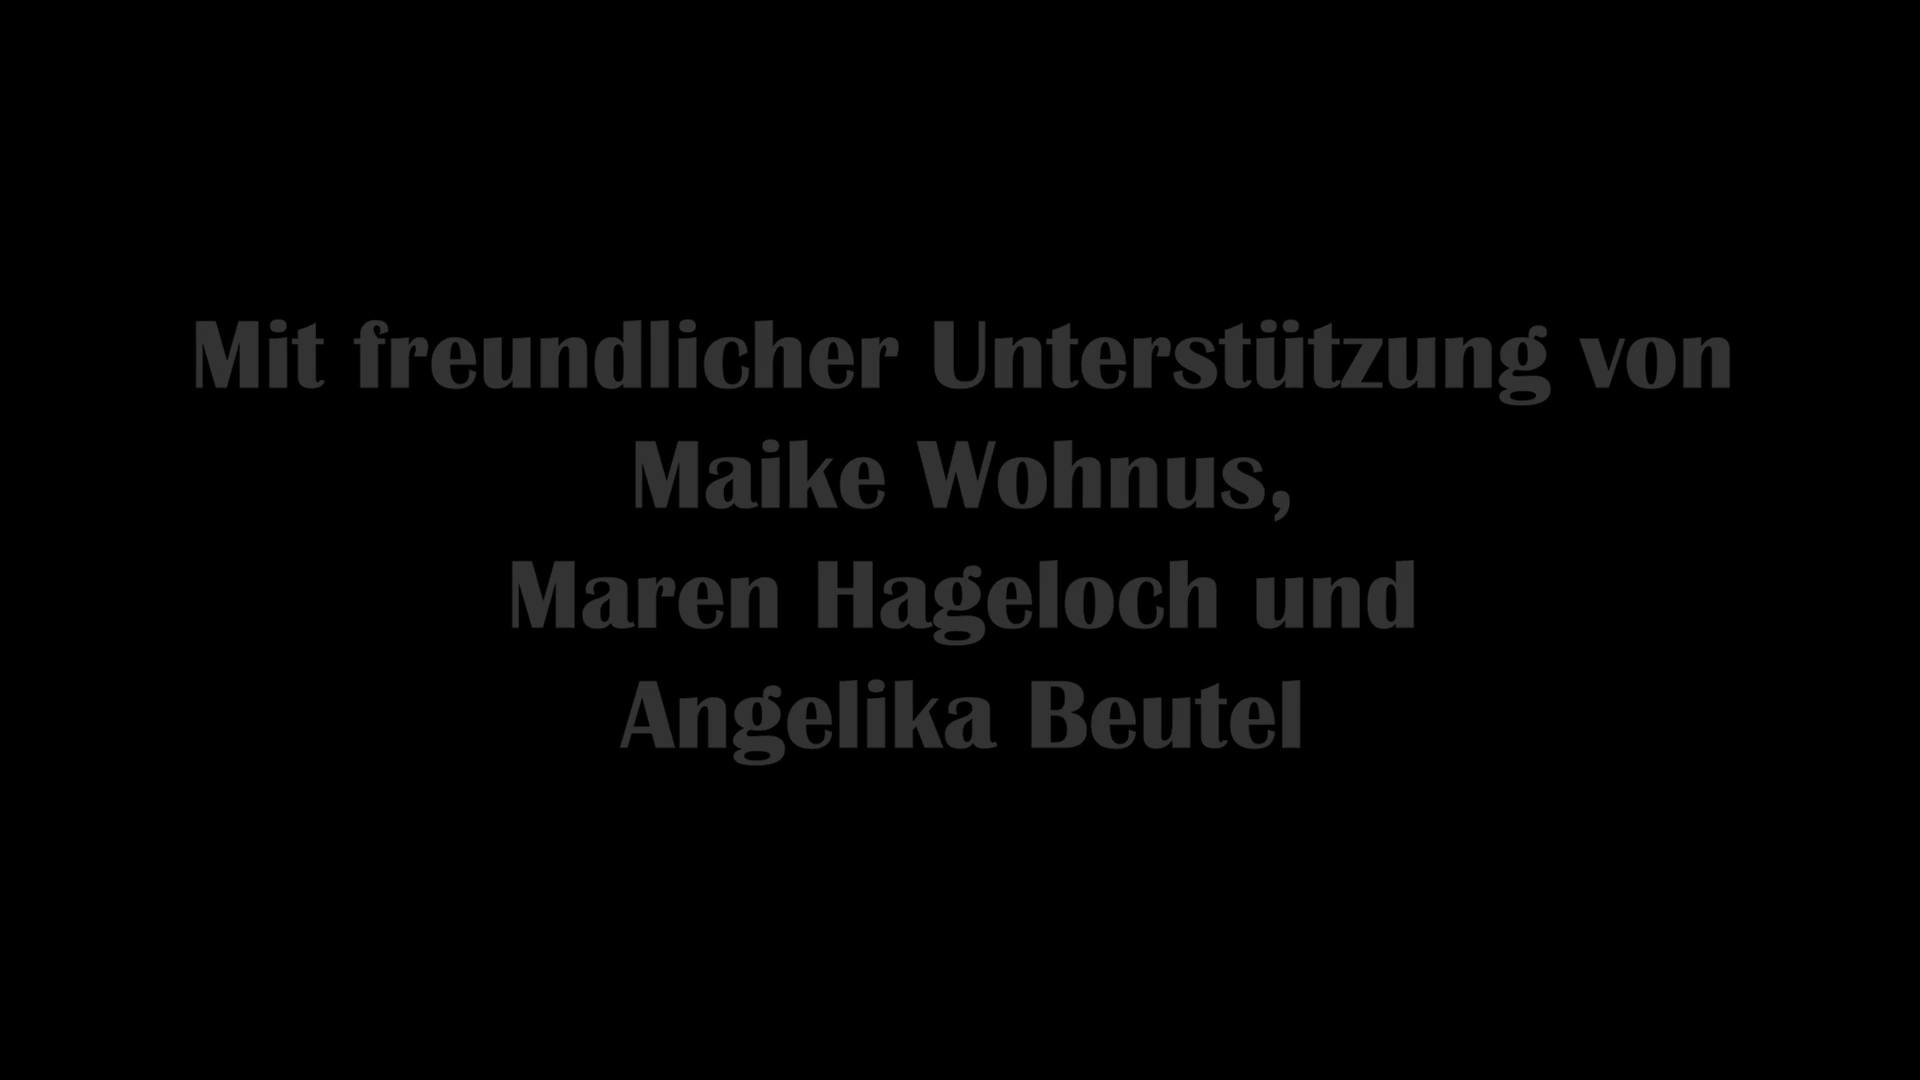 Mit freundlicher Unterstützung von
Maike Wohnus,
Maren Hageloch und
Angelika Beutel